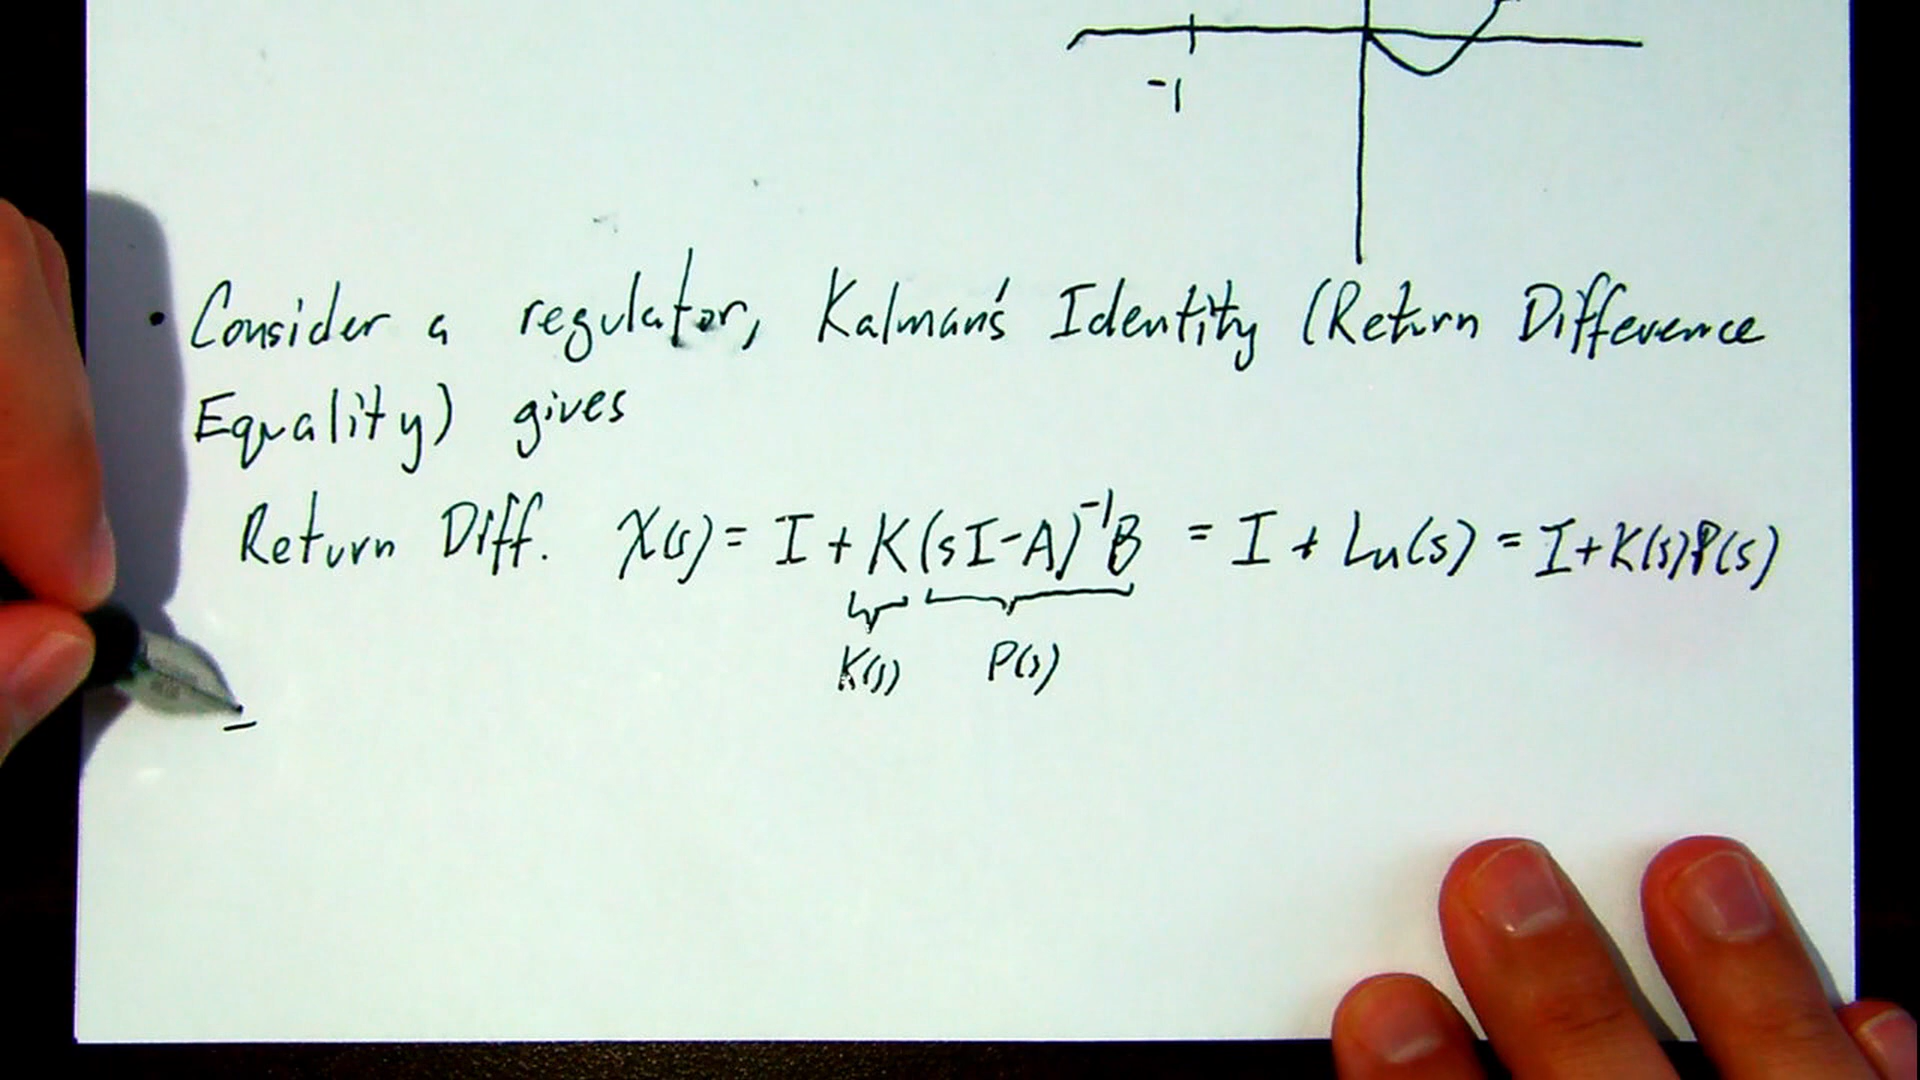 -1
• Consider a regulator, Kalman's Identity (Return Difference
Equality) gives
Return Diff. X(s) = I + K(sI-A)⁻¹B = I + Lu(s) = I+K(s)P(s)
K(s) P(s)